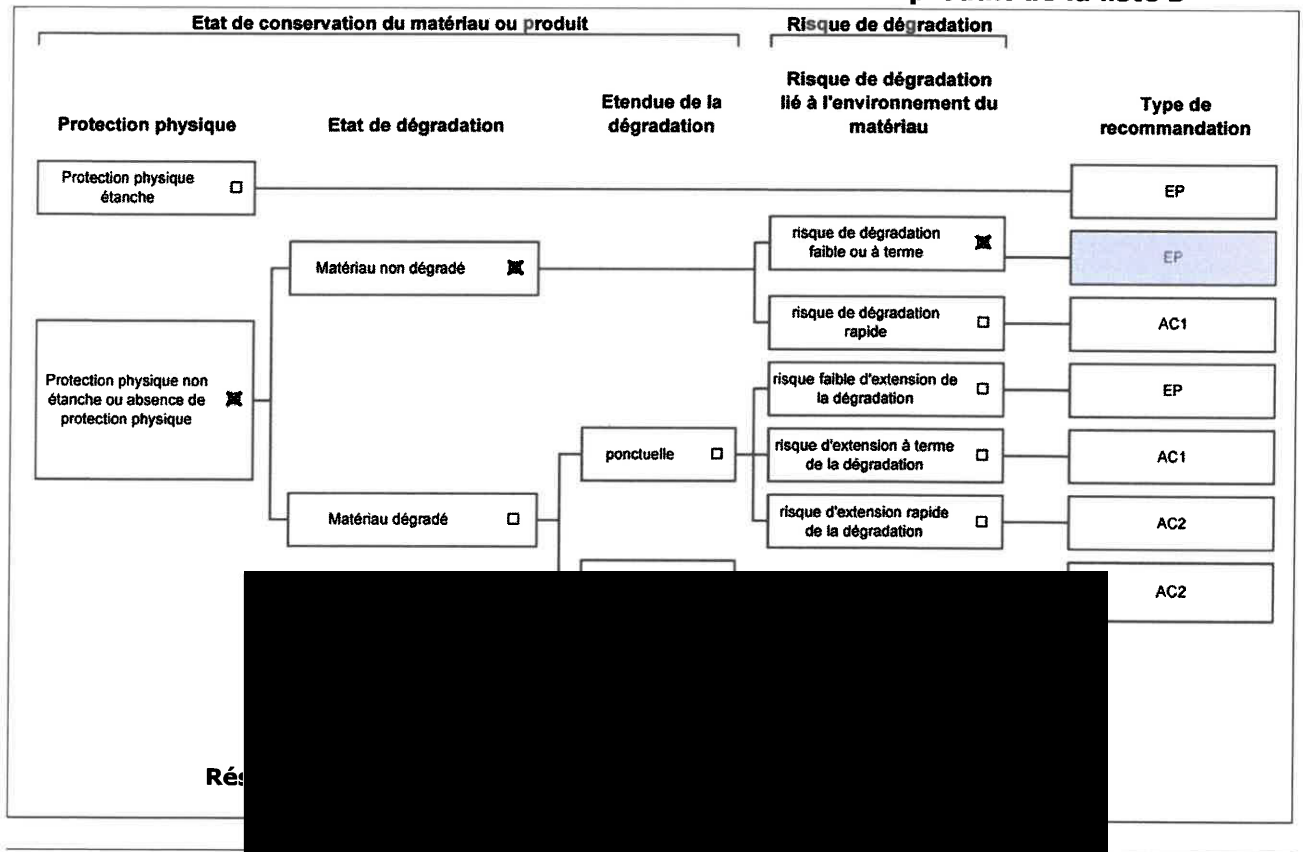 Etat de conservation du matériau ou produit
Risque de dégradation
Protection physique
Etat de dégradation
Etendue de la
dégradation
Risque de dégradation
lié à l'environnement du
matériau
Type de
recommandation
Protection physique
étanche
EP
Matériau non dégradé
risque de dégradation
faible ou à terme
EP
risque de dégradation
rapide
AC1
Protection physique non
étanche ou absence de
protection physique
risque faible d'extension de
la dégradation
EP
ponctuelle
risque d'extension à terme
de la dégradation
AC1
Matériau dégradé
risque d'extension rapide
de la dégradation
AC2
AC2